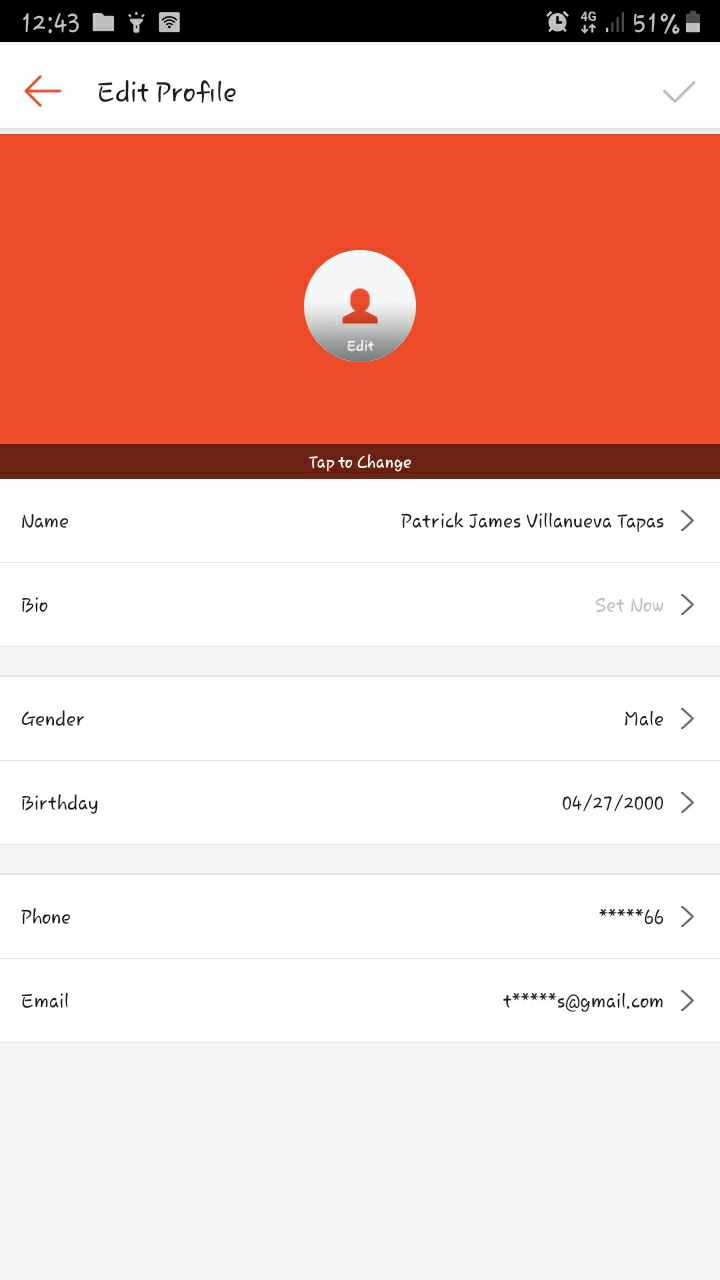 12:43 4G 51%
Edit Profile
Edit
Tap to Change
Name Patrick James Villanueva Tapas
Bio Set Now
Gender Male
Birthday 04/27/2000
Phone *****66
Email t*****s@gmail.com